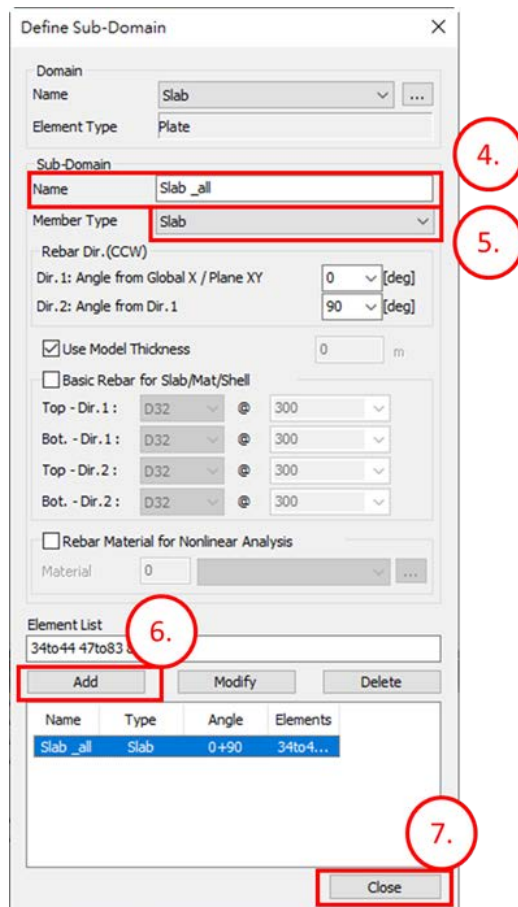 Define Sub-Domain
Domain
Name Slab ...
Element Type Plate
4.
Sub-Domain
Name Slab _all
Member Type Slab
5.
Rebar Dir.(CCW)
Dir.1: Angle from Global X / Plane XY 0 [deg]
Dir.2: Angle from Dir.1 90 [deg]
Use Model Thickness 0 m
Basic Rebar for Slab/Mat/Shell
Top - Dir.1 : D32 @ 300
Bot. - Dir.1 : D32 @ 300
Top - Dir.2 : D32 @ 300
Bot. - Dir.2 : D32 @ 300
Rebar Material for Nonlinear Analysis
Material 0 ...
Element List
6.
34to44 47to83
Add Modify Delete
Name Type Angle Elements
Slab _all Slab 0+90 34to4...
7.
Close